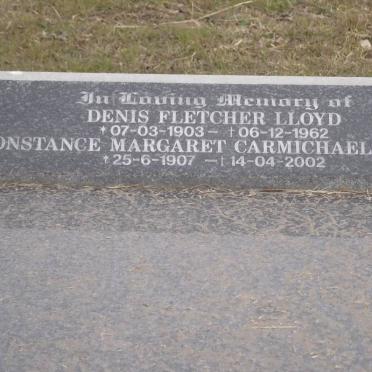 In Loving Memory of
DENIS FLETCHER LLOYD
*07-03-1903— †06-12-1962
ONSTANCE MARGARET CARMICHAEL
*25-6-1907 —†14-04-2002